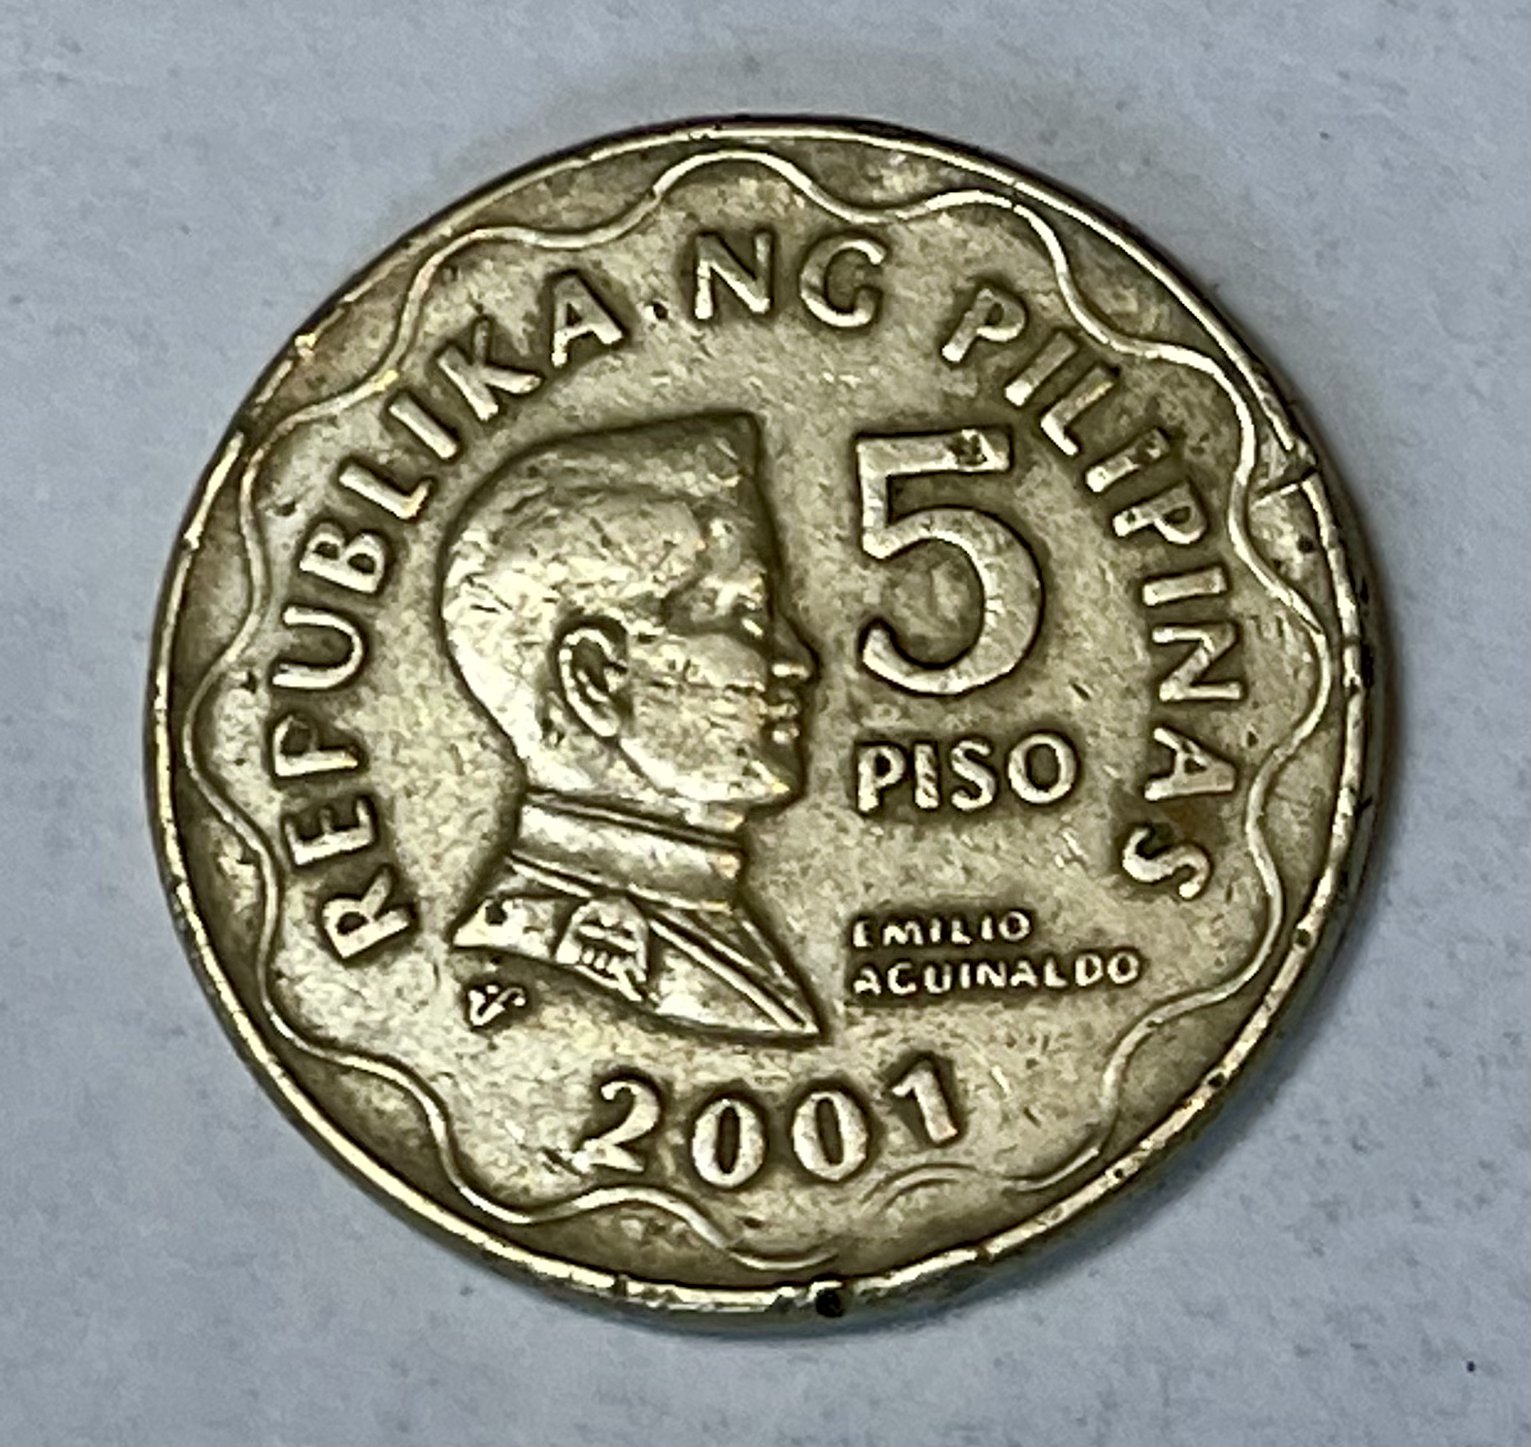 REPUBLIKA NG PILIPINAS
5
PISO
EMILIO
AGUINALDO
2001